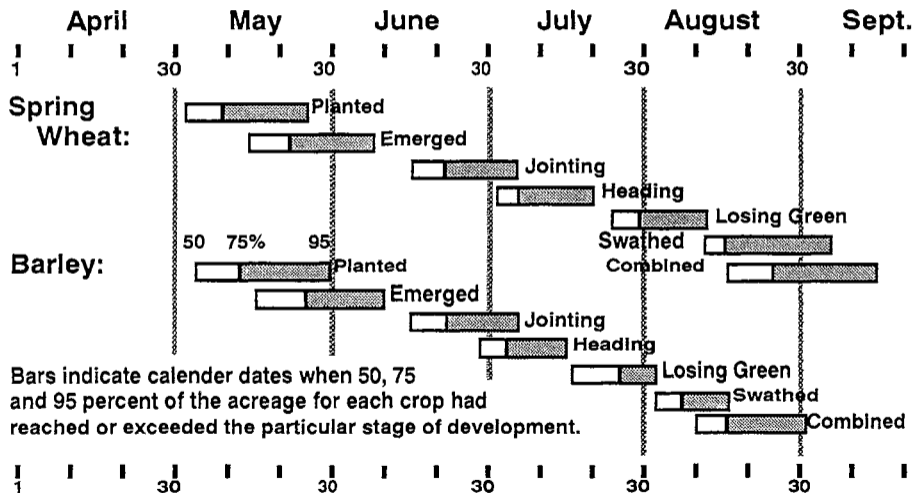 April May June July August Sept.
1 30 30 30 30 30
Spring
Wheat:
Planted
Emerged
Jointing
Heading
Losing Green
Swathed
Combined
50 75% 95
Barley:
Planted
Emerged
Jointing
Heading
Losing Green
Swathed
Combined
Bars indicate calender dates when 50, 75
and 95 percent of the acreage for each crop had
reached or exceeded the particular stage of development.
1 30 30 30 30 30